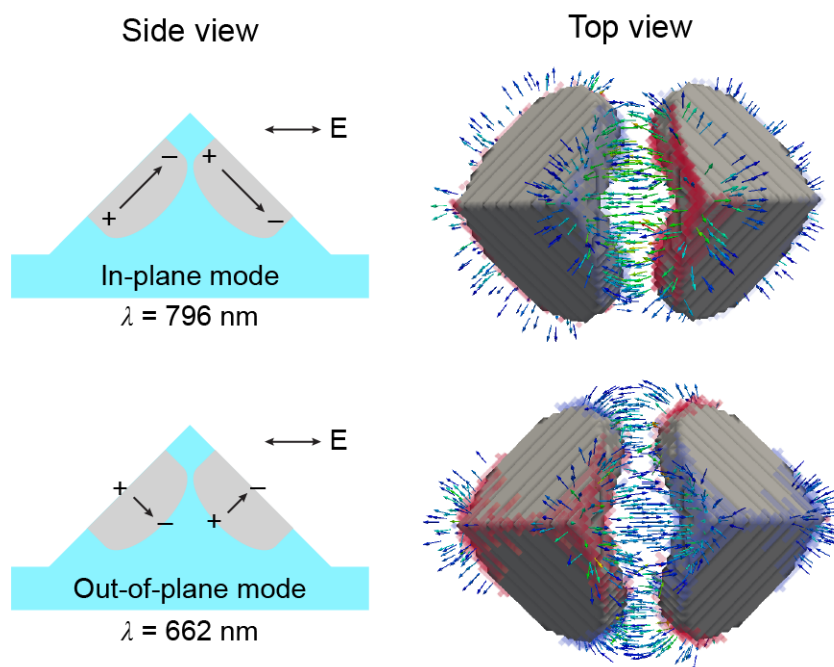 Side view
Top view
E
+
−
+
−
In-plane mode
λ = 796 nm
E
+
−
−
+
Out-of-plane mode
λ = 662 nm